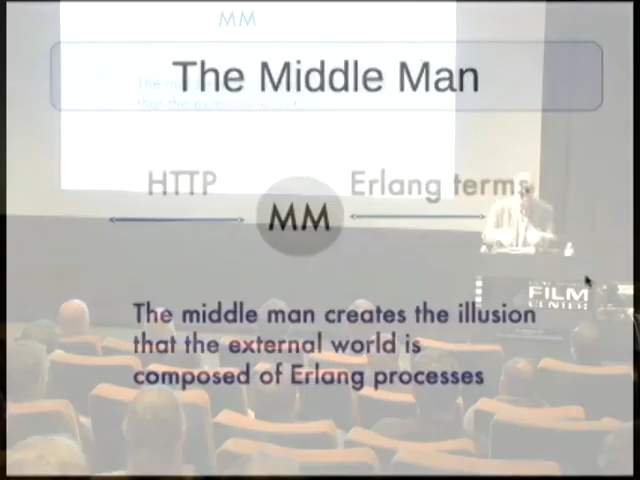 MM
The Middle Man
HTTP
Erlang terms
MM
FILM
CENTER
The middle man creates the illusion
that the external world is
composed of Erlang processes